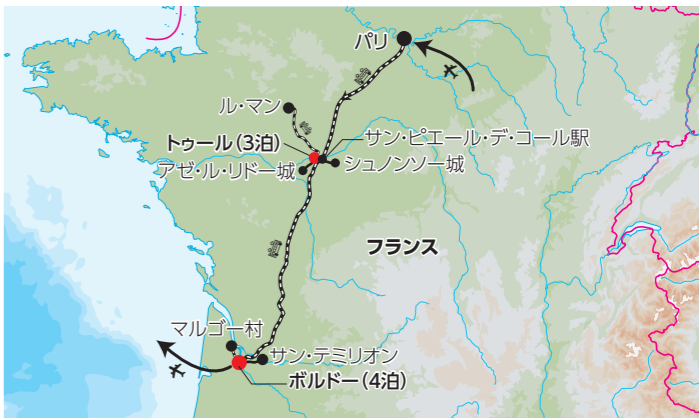 パリ
ル・マン
トゥール(3泊)
サン・ピエール・デ・コール駅
アゼ・ル・リドー城
シュノンソー城
フランス
マルゴー村
サン・テミリオン
ボルドー(4泊)